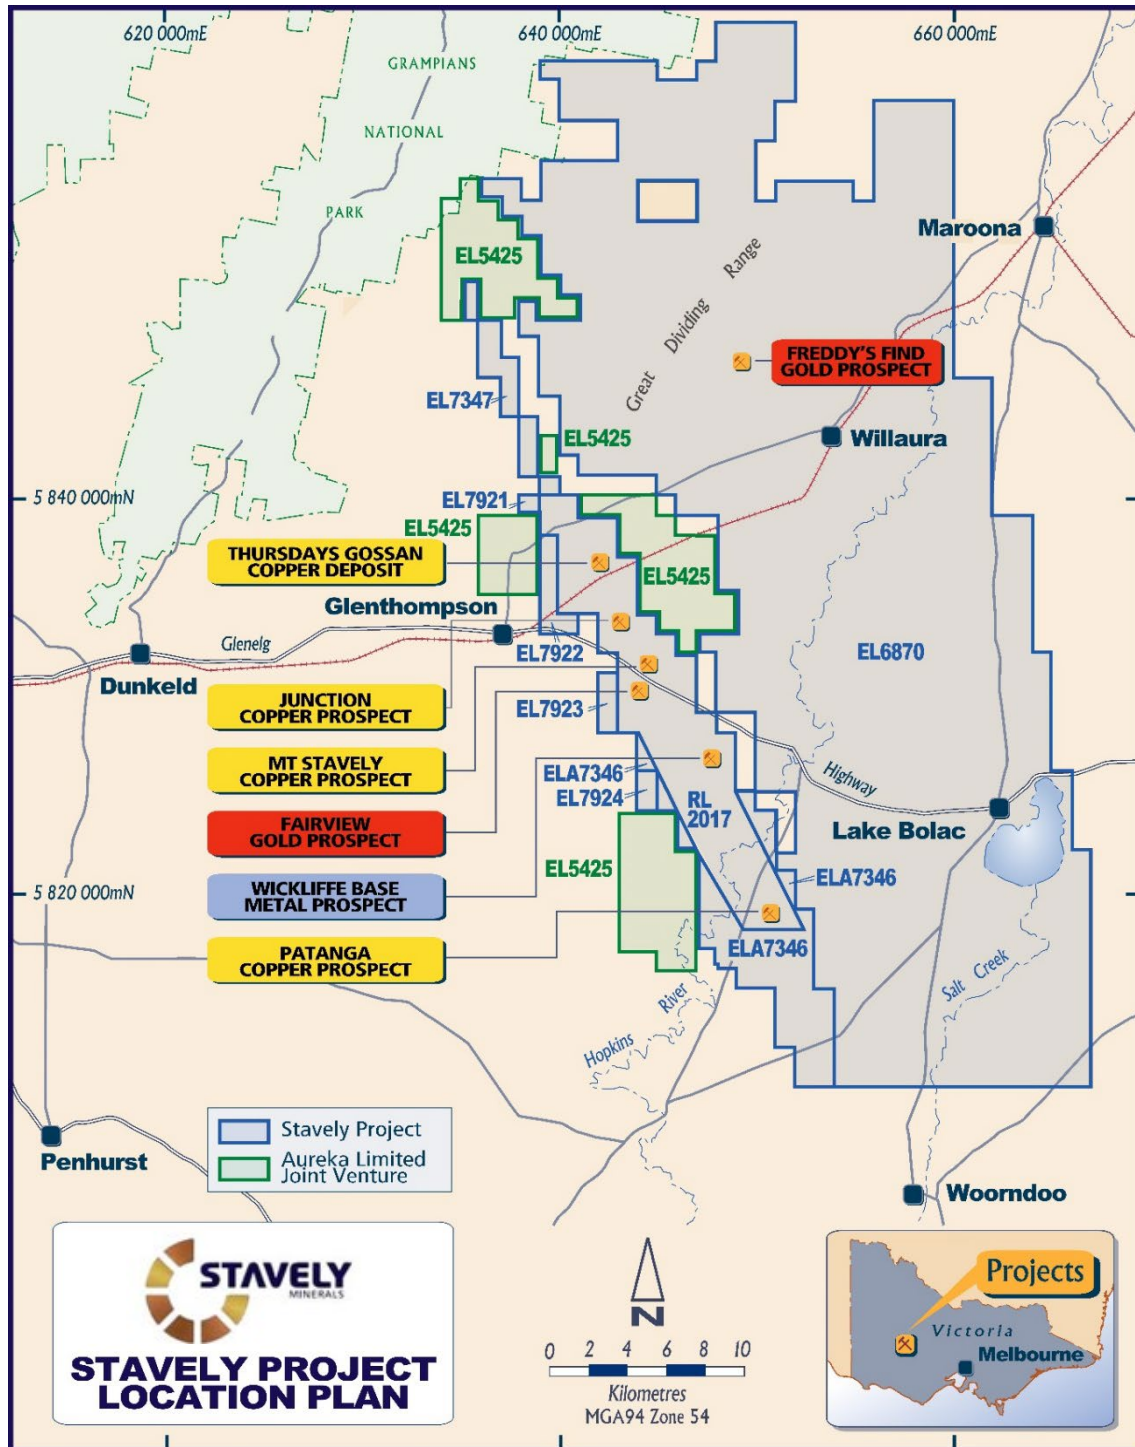 620 000mE
640 000mE
660 000mE
GRAMPIANS
NATIONAL
PARK
Maroona
EL5425
Great Dividing Range
FREDDY'S FIND
GOLD PROSPECT
EL7347
EL5425
Willaura
5 840 000mN
EL7921
EL5425
THURSDAYS GOSSAN
COPPER DEPOSIT
EL5425
Glenthompson
Glenelg
EL7922
EL6870
Dunkeld
JUNCTION
COPPER PROSPECT
EL7923
MT STAVELY
COPPER PROSPECT
ELA7346
EL7924
RL
2017
Highway
Lake Bolac
FAIRVIEW
GOLD PROSPECT
EL5425
ELA7346
WICKLIFFE BASE
METAL PROSPECT
5 820 000mN
PATANGA
COPPER PROSPECT
ELA7346
Salt Creek
Hopkins River
Stavely Project
Aureka Limited
Joint Venture
Penhurst
Woorndoo
STAVELY
MINERALS
STAVELY PROJECT
LOCATION PLAN
N
0 2 4 6 8 10
Kilometres
MGA94 Zone 54
Projects
Victoria
Melbourne